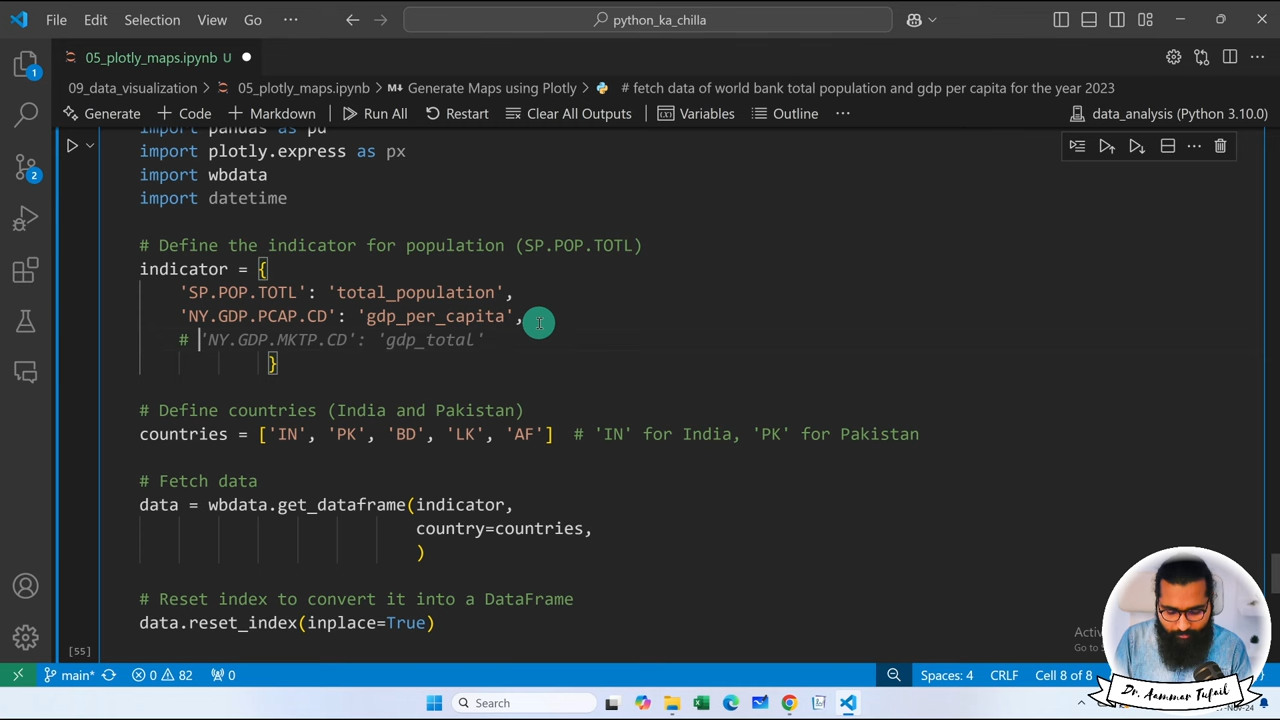 File Edit Selection View Go ··· python_ka_chilla
05_plotly_maps.ipynb U
09_data_visualization > 05_plotly_maps.ipynb > Generate Maps using Plotly > # fetch data of world bank total population and gdp per capita for the year 2023
Generate + Code + Markdown Run All Restart Clear All Outputs Variables Outline ··· data_analysis (Python 3.10.0)
import pandas as pd
import plotly.express as px
import wbdata
import datetime
# Define the indicator for population (SP.POP.TOTL)
indicator = {
'SP.POP.TOTL': 'total_population',
'NY.GDP.PCAP.CD': 'gdp_per_capita',
# 'NY.GDP.MKTP.CD': 'gdp_total'
}
# Define countries (India and Pakistan)
countries = ['IN', 'PK', 'BD', 'LK', 'AF'] # 'IN' for India, 'PK' for Pakistan
# Fetch data
data = wbdata.get_dataframe(indicator,
country=countries,
)
# Reset index to convert it into a DataFrame
data.reset_index(inplace=True)
[55]
1
2
main* 0 82 0 Spaces: 4 CRLF Cell 8 of 8
Search
Dr. Aammar Tufail